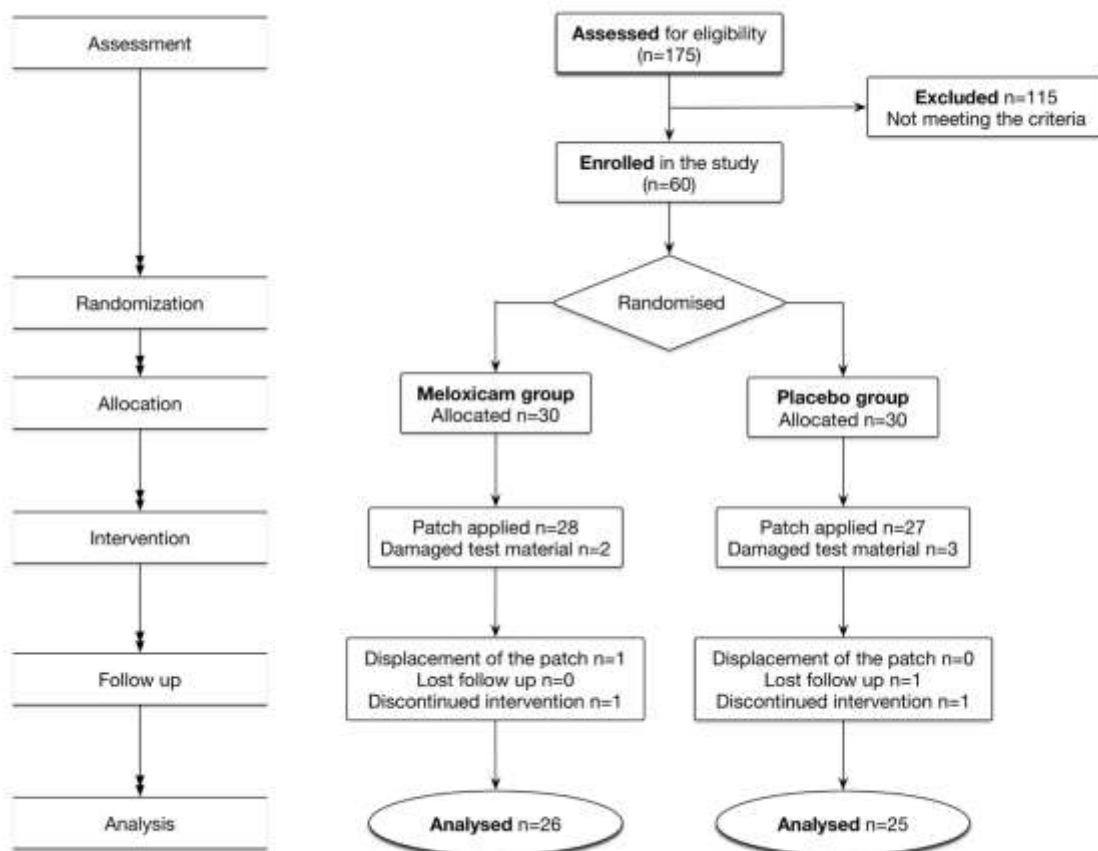 Assessment
Assessed for eligibility
(n=175)
Excluded n=115
Not meeting the criteria
Enrolled in the study
(n=60)
Randomization
Randomised
Allocation
Meloxicam group
Allocated n=30
Placebo group
Allocated n=30
Intervention
Patch applied n=28
Damaged test material n=2
Patch applied n=27
Damaged test material n=3
Follow up
Displacement of the patch n=1
Lost follow up n=0
Discontinued intervention n=1
Displacement of the patch n=0
Lost follow up n=1
Discontinued intervention n=1
Analysis
Analysed n=26
Analysed n=25